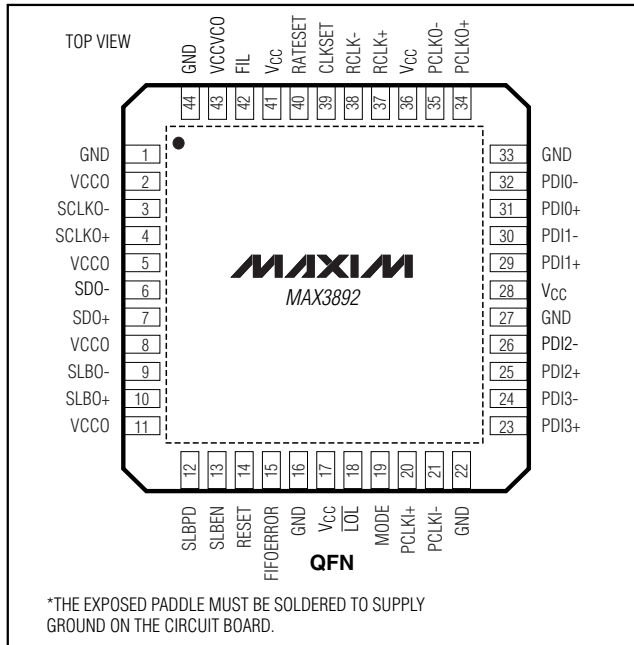 TOP VIEW
GND
VCCVCO
FIL
VCC
RATESET
CLKSET
RCLK-
RCLK+
VCC
PCLKO-
PCLKO+
44
43
42
41
40
39
38
37
36
35
34
GND 1
VCCO 2
SCLKO- 3
SCLKO+ 4
VCCO 5
SDO- 6
SDO+ 7
VCCO 8
SLBO- 9
SLBO+ 10
VCCO 11
MAXIM
MAX3892
33 GND
32 PDI0-
31 PDI0+
30 PDI1-
29 PDI1+
28 VCC
27 GND
26 PDI2-
25 PDI2+
24 PDI3-
23 PDI3+
12
13
14
15
16
17
18
19
20
21
22
SLBPD
SLBEN
RESET
FIFOERROR
GND
VCC
LOL
MODE
PCLKI+
PCLKI-
GND
QFN
*THE EXPOSED PADDLE MUST BE SOLDERED TO SUPPLY
GROUND ON THE CIRCUIT BOARD.